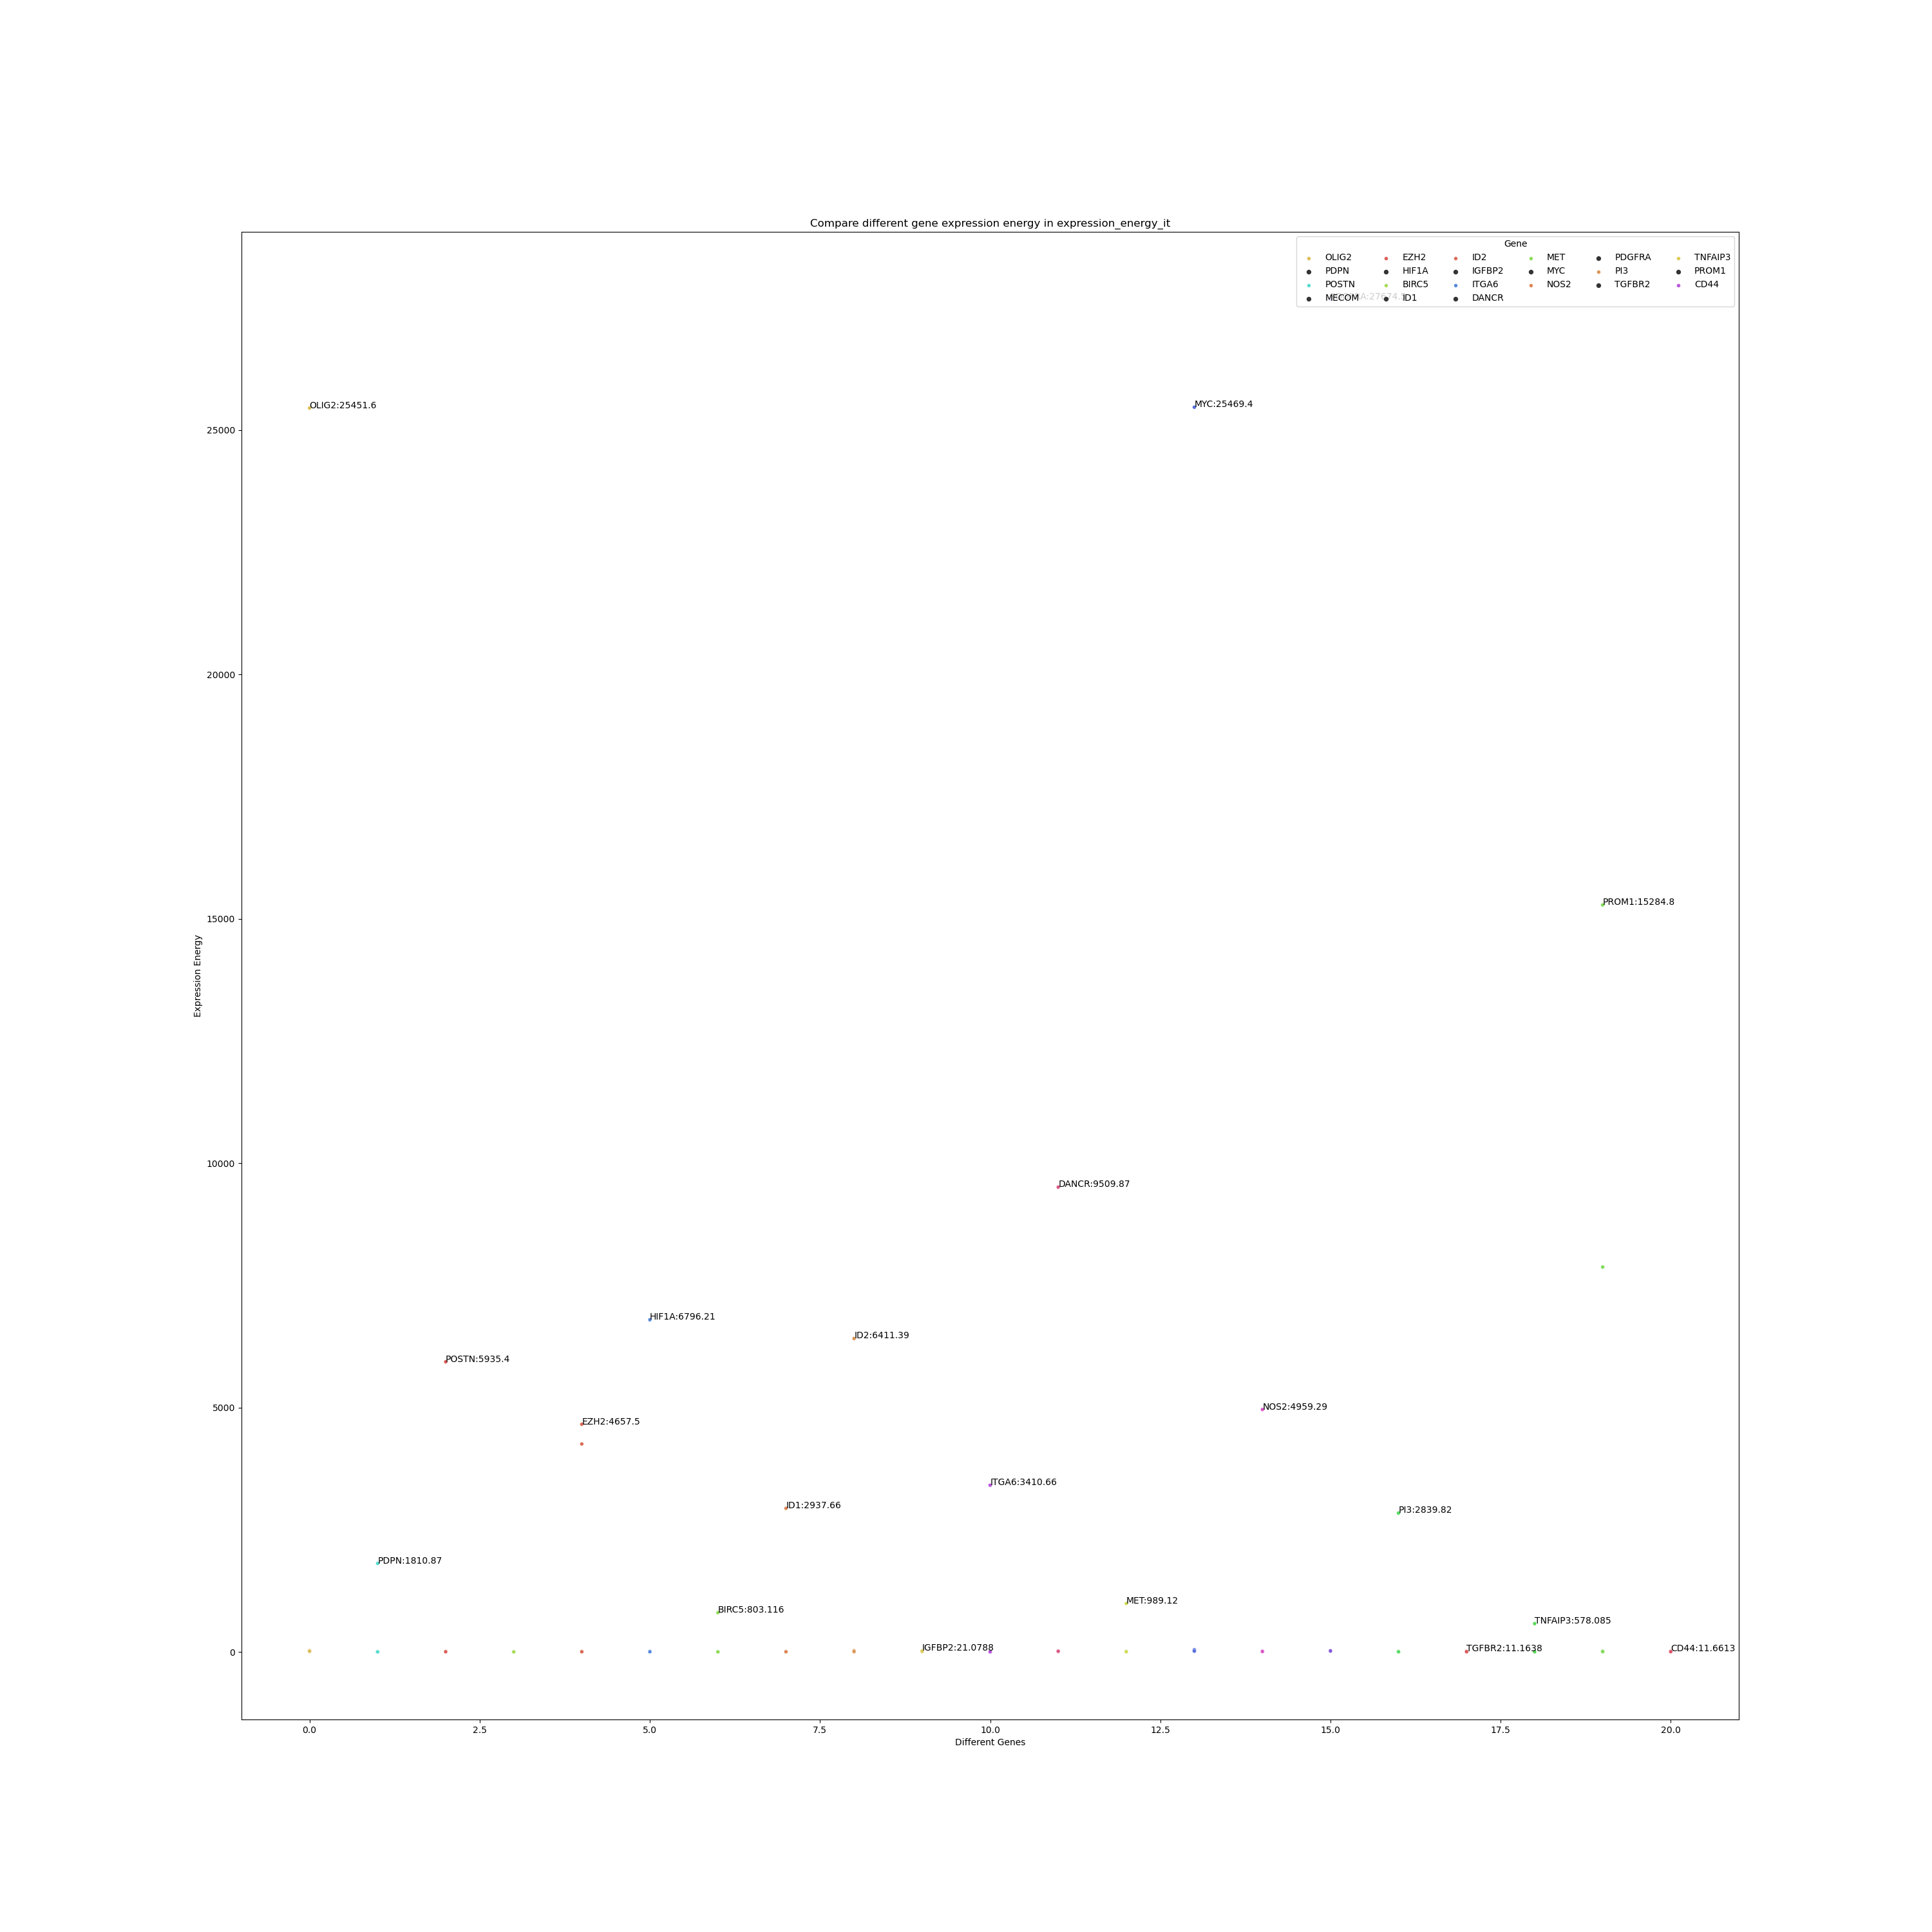 Compare different gene expression energy in expression_energy_it
Gene
OLIG2 EZH2 ID2 MET PDGFRA TNFAIP3
PDPN HIF1A IGFBP2 MYC PI3 PROM1
POSTN BIRC5 ITGA6 NOS2 TGFBR2 CD44
MECOM ID1 DANCR
OLIG2:25451.6
MYC:25469.4
25000
20000
PROM1:15284.8
15000
Expression Energy
10000
DANCR:9509.87
HIF1A:6796.21
ID2:6411.39
POSTN:5935.4
5000
NOS2:4959.29
EZH2:4657.5
ITGA6:3410.66
ID1:2937.66
PI3:2839.82
PDPN:1810.87
MET:989.12
BIRC5:803.116
TNFAIP3:578.085
0
IGFBP2:21.0788
TGFBR2:11.1638
CD44:11.6613
0.0 2.5 5.0 7.5 10.0 12.5 15.0 17.5 20.0
Different Genes